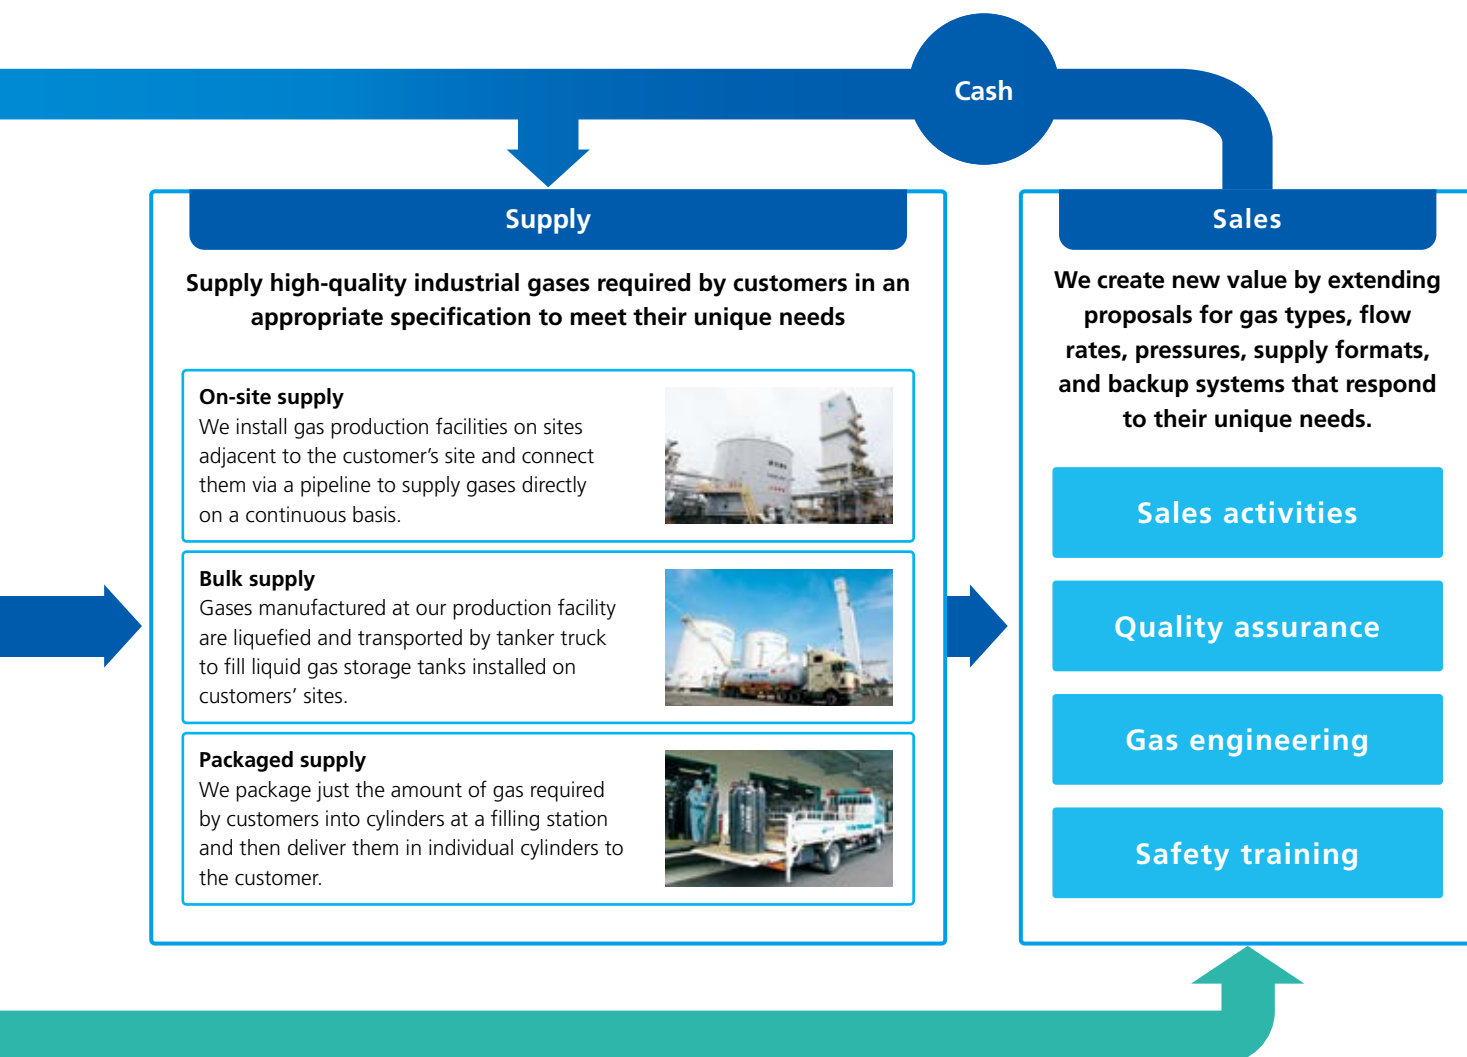 Cash
Supply
Supply high-quality industrial gases required by customers in an
appropriate specification to meet their unique needs
On-site supply
We install gas production facilities on sites
adjacent to the customer’s site and connect
them via a pipeline to supply gases directly
on a continuous basis.
Bulk supply
Gases manufactured at our production facility
are liquefied and transported by tanker truck
to fill liquid gas storage tanks installed on
customers’ sites.
Packaged supply
We package just the amount of gas required
by customers into cylinders at a filling station
and then deliver them in individual cylinders to
the customer.
Sales
We create new value by extending
proposals for gas types, flow
rates, pressures, supply formats,
and backup systems that respond
to their unique needs.
Sales activities
Quality assurance
Gas engineering
Safety training